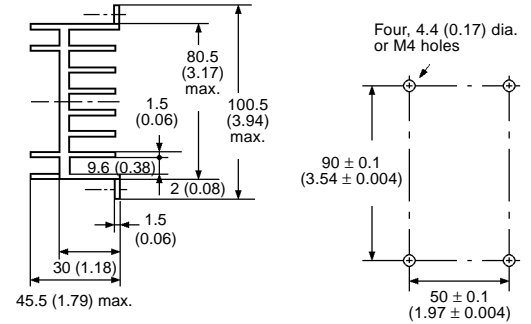 Four, 4.4 (0.17) dia.
or M4 holes
80.5
(3.17)
max.
1.5
(0.06)
100.5
(3.94)
max.
9.6 (0.38)
2 (0.08)
1.5
(0.06)
30 (1.18)
45.5 (1.79) max.
90 ± 0.1
(3.54 ± 0.004)
50 ± 0.1
(1.97 ± 0.004)